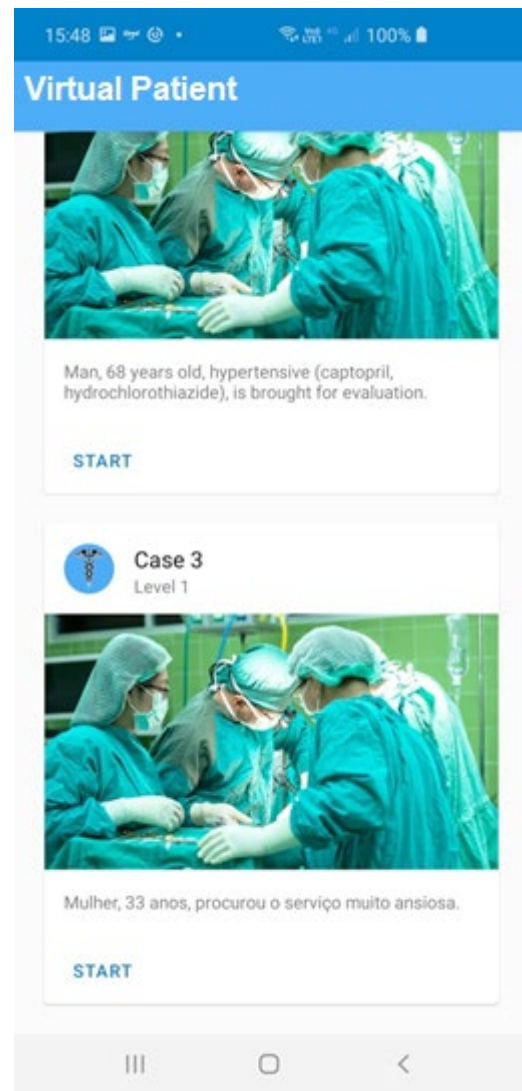 15:48 100%
Virtual Patient
Man, 68 years old, hypertensive (captopril,
hydrochlorothiazide), is brought for evaluation.
START
Case 3
Level 1
Mulher, 33 anos, procurou o serviço muito ansiosa.
START